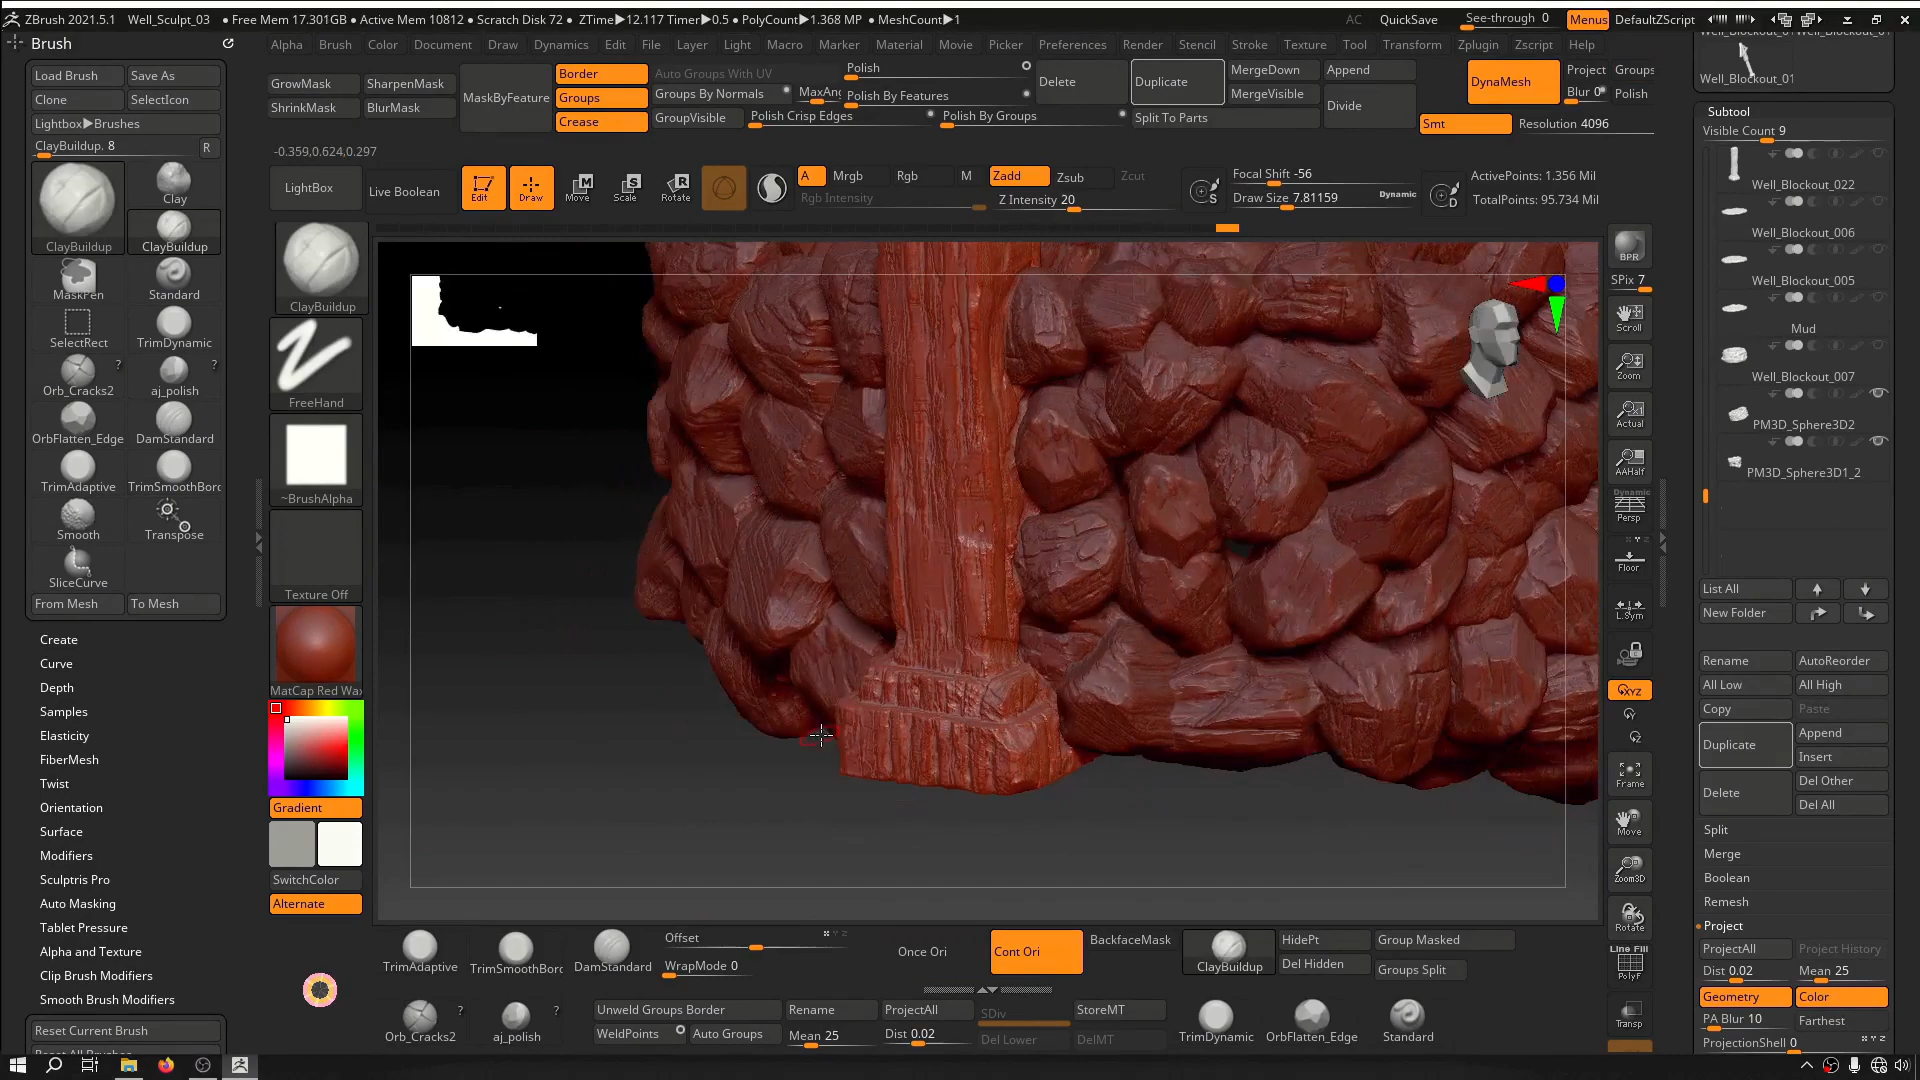 ZBrush 2021.5.1 Well_Sculpt_03 • Free Mem 17.301GB • Active Mem 10812 • Scratch Disk 72 • ZTime▶12.117 Timer▶0.5 • PolyCount▶1.368 MP • MeshCount▶1 AC QuickSave See-through 0 Menus DefaultZScript
Brush
Alpha Brush Color Document Draw Dynamics Edit File Layer Light Macro Marker Material Movie Picker Preferences Render Stencil Stroke Texture Tool Transform Zplugin Zscript Help
Load Brush Save As
Clone SelectIcon
Lightbox▶Brushes
ClayBuildup. 8 R
Clay
ClayBuildup ClayBuildup
MaskPen Standard
SelectRect TrimDynamic
Orb_Cracks2 ? aj_polish ?
OrbFlatten_Edge DamStandard
TrimAdaptive TrimSmoothBord
Smooth Transpose
SliceCurve
From Mesh To Mesh
Create
Curve
Depth
Samples
Elasticity
FiberMesh
Twist
Orientation
Surface
Modifiers
Sculptris Pro
Auto Masking
Tablet Pressure
Alpha and Texture
Clip Brush Modifiers
Smooth Brush Modifiers
Reset Current Brush
GrowMask SharpenMask
ShrinkMask BlurMask
MaskByFeature
Border
Groups
Crease
Auto Groups With UV
Groups By Normals MaxAng
GroupVisible
Polish
Polish By Features
Polish Crisp Edges Polish By Groups
Delete Duplicate
MergeDown Append
MergeVisible Divide
Split To Parts
DynaMesh Project Groups
Blur 0 Polish
Smt Resolution 4096
-0.359,0.624,0.297
LightBox Live Boolean
Edit Draw Move Scale Rotate
A Mrgb Rgb M
Rgb Intensity
Zadd Zsub Zcut
Z Intensity 20
S
Focal Shift -56
Draw Size 7.81159 Dynamic
D
ActivePoints: 1.356 Mil
TotalPoints: 95.734 Mil
ClayBuildup
FreeHand
~BrushAlpha
Texture Off
MatCap Red Wax
Gradient
SwitchColor
Alternate
BPR
SPix 7
Scroll
Zoom
Actual
AAHalf
Dynamic
Persp
Floor
L.Sym
XYZ
Frame
Move
Zoom3D
Rotate
Line Fill
PolyF
Transp
TrimAdaptive TrimSmoothBord DamStandard
Offset
WrapMode 0
Once Ori Cont Ori BackfaceMask
ClayBuildup
HidePt Group Masked
Del Hidden Groups Split
Orb_Cracks2 ? aj_polish ?
Unweld Groups Border Rename ProjectAll SDiv StoreMT
WeldPoints Auto Groups Mean 25 Dist 0.02 Del Lower DelMT
TrimDynamic OrbFlatten_Edge Standard
Well_Blockout_01
Subtool
Visible Count 9
Well_Blockout_022
Well_Blockout_006
Well_Blockout_005
Mud
Well_Blockout_007
PM3D_Sphere3D2
PM3D_Sphere3D1_2
List All
New Folder
Rename AutoReorder
All Low All High
Copy Paste
Duplicate Append
Insert
Delete Del Other
Del All
Split
Merge
Boolean
Remesh
Project
ProjectAll Project History
Dist 0.02 Mean 25
Geometry Color
PA Blur 10 Farthest
ProjectionShell 0